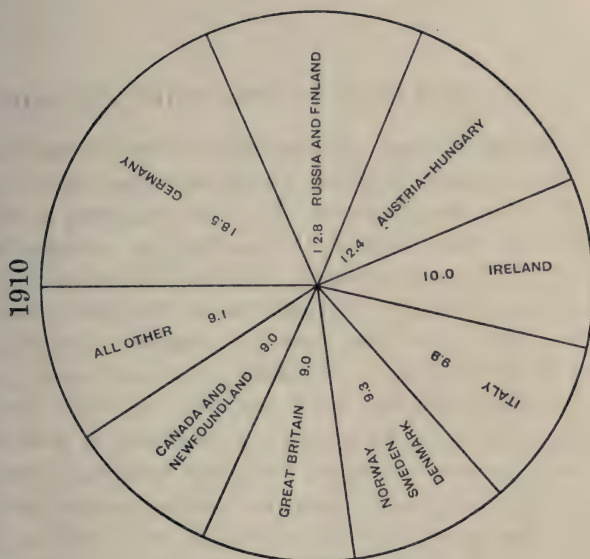 1910
GERMANY
18.5
12.8 RUSSIA AND FINLAND
12.4 AUSTRIA-HUNGARY
10.0 IRELAND
9.8
ITALY
9.3
NORWAY
SWEDEN
DENMARK
9.0
GREAT BRITAIN
9.0
CANADA AND
NEWFOUNDLAND
9.1
ALL OTHER